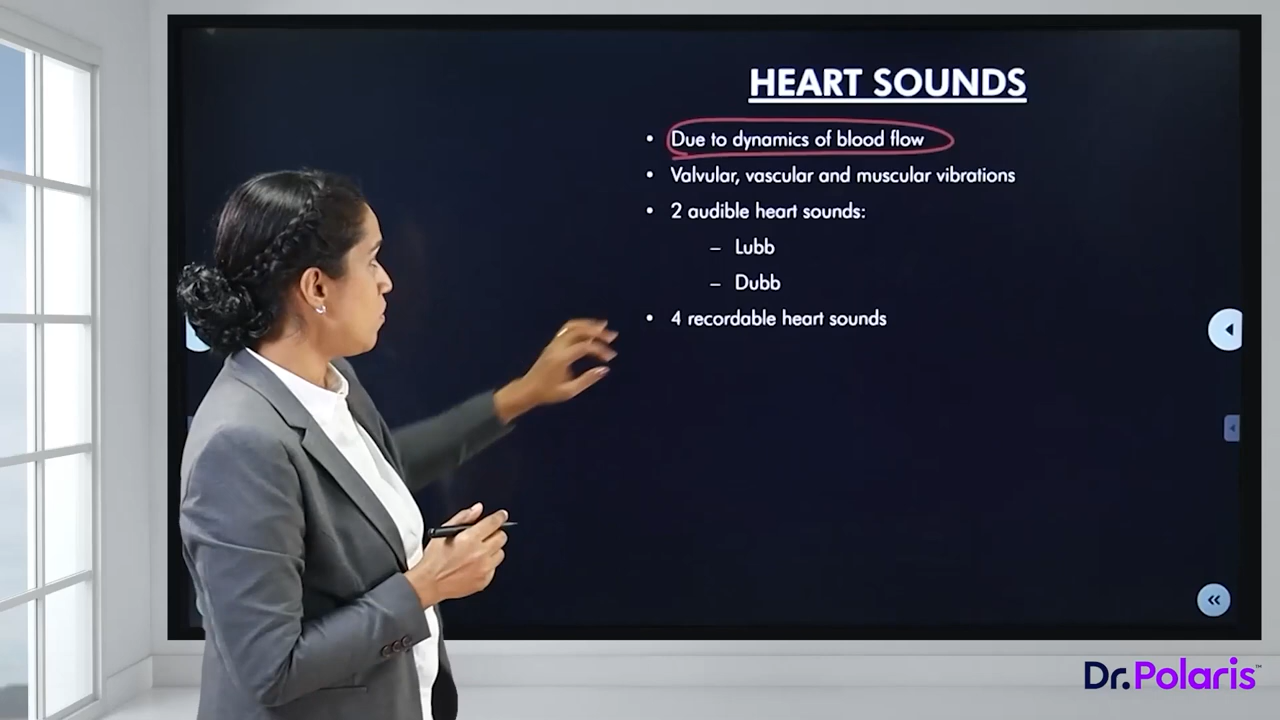 HEART SOUNDS
• Due to dynamics of blood flow
• Valvular, vascular and muscular vibrations
• 2 audible heart sounds:
– Lubb
– Dubb
• 4 recordable heart sounds
Dr.Polaris™